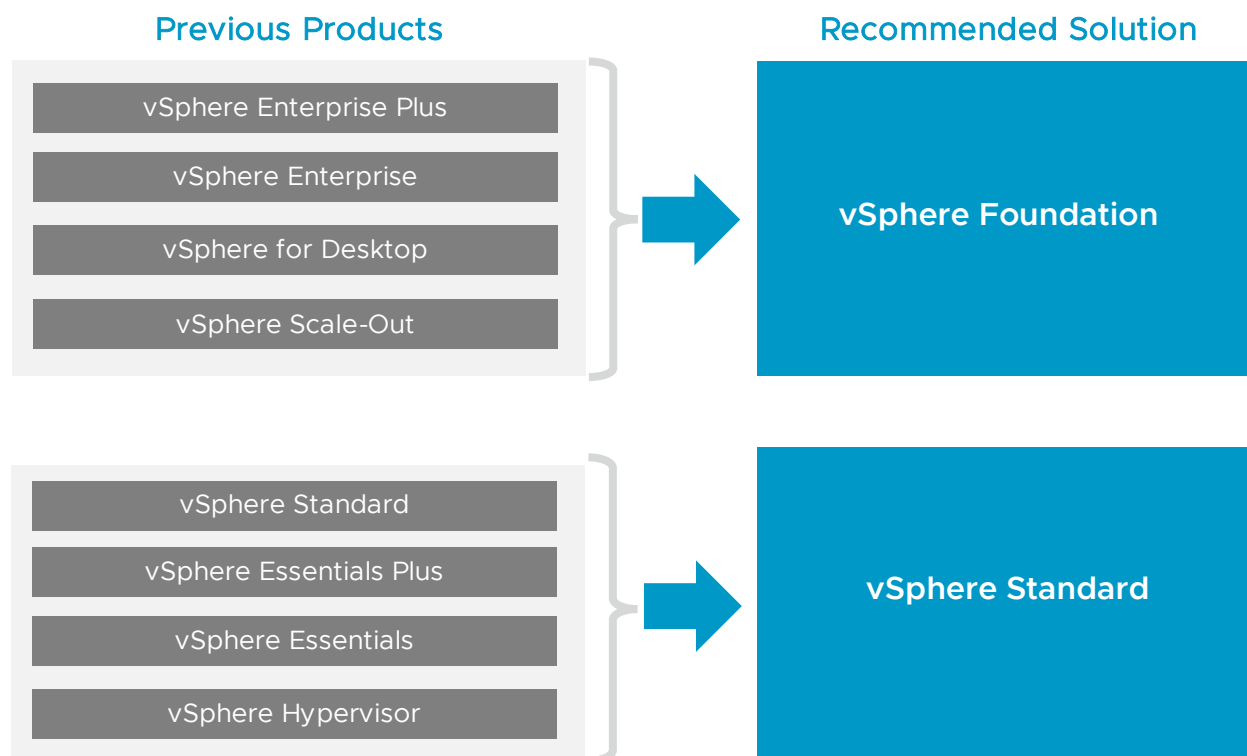 Previous Products
Recommended Solution
vSphere Enterprise Plus
vSphere Enterprise
vSphere for Desktop
vSphere Scale-Out
vSphere Foundation
vSphere Standard
vSphere Essentials Plus
vSphere Essentials
vSphere Hypervisor
vSphere Standard